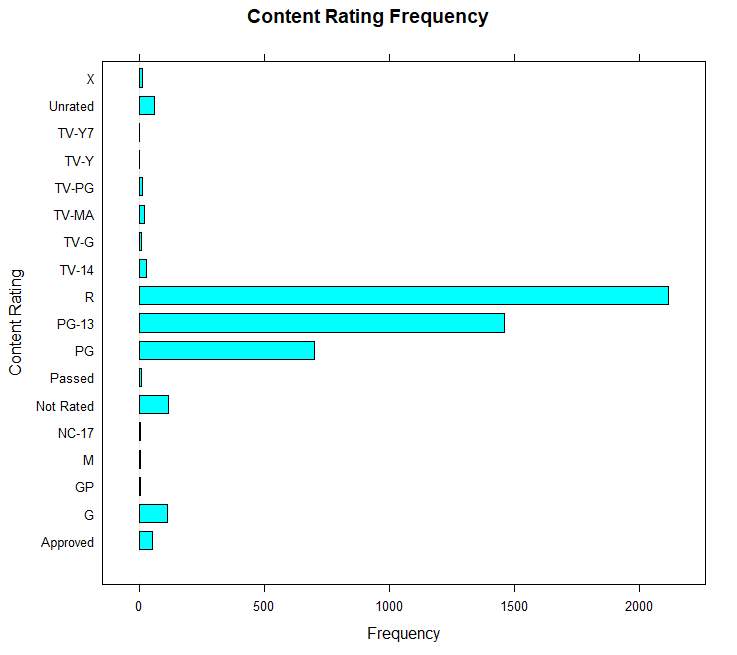 Content Rating Frequency
X
Unrated
TV-Y7
TV-Y
TV-PG
TV-MA
TV-G
TV-14
R
PG-13
PG
Passed
Not Rated
NC-17
M
GP
G
Approved
Content Rating
0 500 1000 1500 2000
Frequency